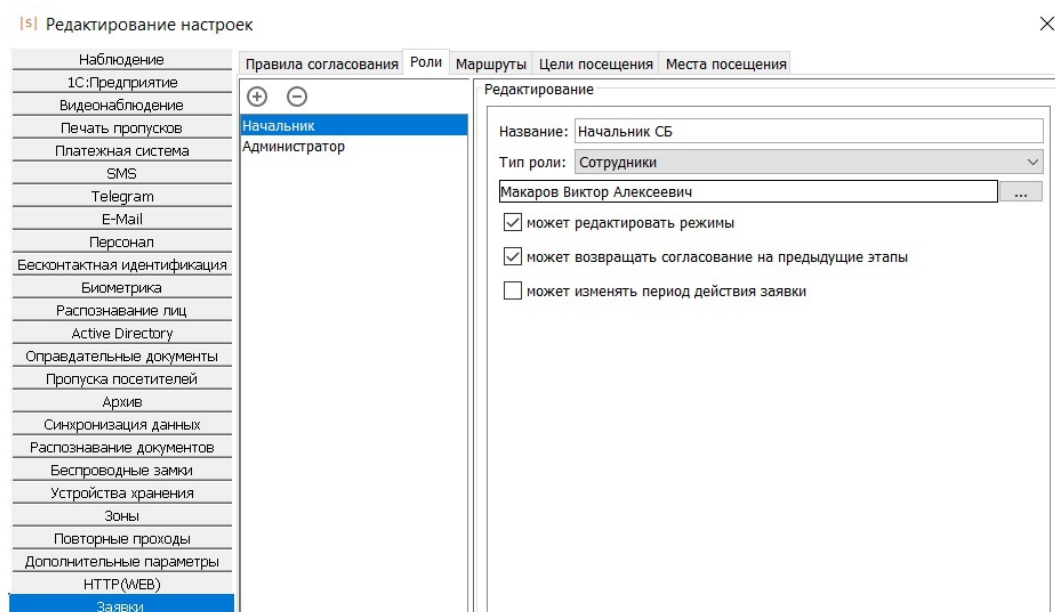 |s| Редактирование настроек
Наблюдение
1С:Предприятие
Видеонаблюдение
Печать пропусков
Платежная система
SMS
Telegram
E-Mail
Персонал
Бесконтактная идентификация
Биометрика
Распознавание лиц
Active Directory
Оправдательные документы
Пропуска посетителей
Архив
Синхронизация данных
Распознавание документов
Беспроводные замки
Устройства хранения
Зоны
Повторные проходы
Дополнительные параметры
HTTP(WEB)
Заявки
Правила согласования Роли Маршруты Цели посещения Места посещения
Начальник
Администратор
Редактирование
Название: Начальник СБ
Тип роли: Сотрудники
Макаров Виктор Алексеевич ...
может редактировать режимы
может возвращать согласование на предыдущие этапы
может изменять период действия заявки